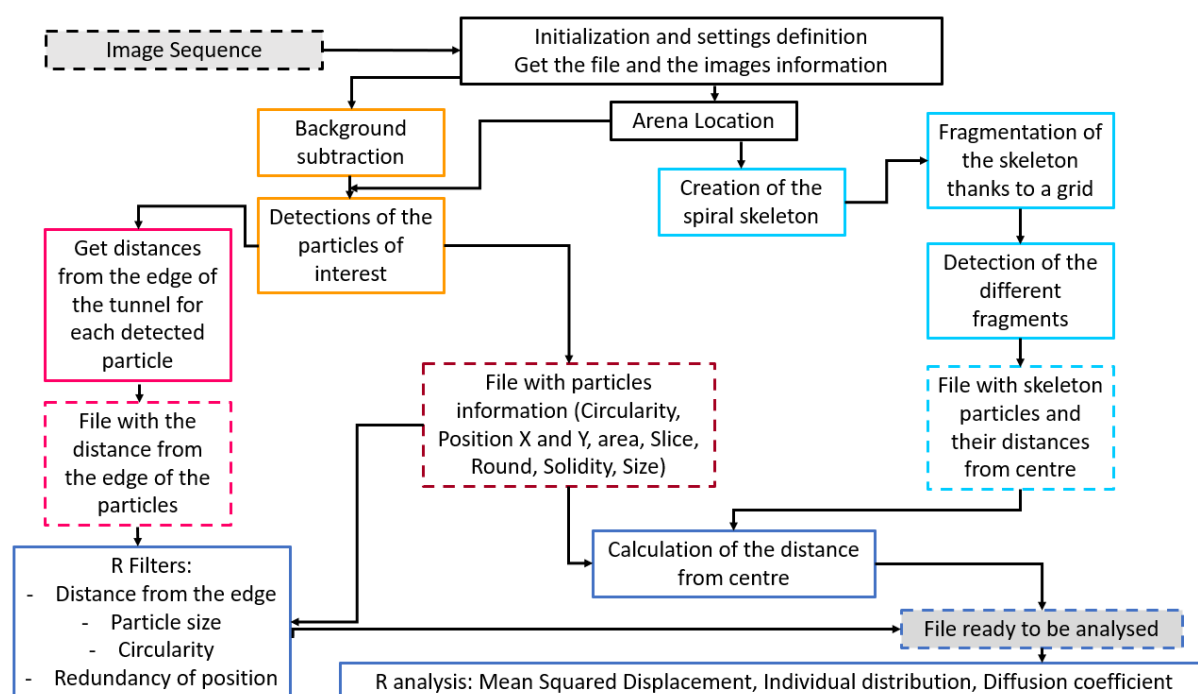 Image Sequence
Initialization and settings definition
Get the file and the images information
Background
subtraction
Arena Location
Fragmentation of
the skeleton
thanks to a grid
Creation of the
spiral skeleton
Detections of the
particles of
interest
Get distances
from the edge of
the tunnel for
each detected
particle
Detection of the
different
fragments
File with particles
information (Circularity,
Position X and Y, area, Slice,
Round, Solidity, Size)
File with skeleton
particles and
their distances
from centre
File with the
distance from
the edge of the
particles
Calculation of the distance
from centre
R Filters:
- Distance from the edge
- Particle size
- Circularity
- Redundancy of position
File ready to be analysed
R analysis: Mean Squared Displacement, Individual distribution, Diffusion coefficient